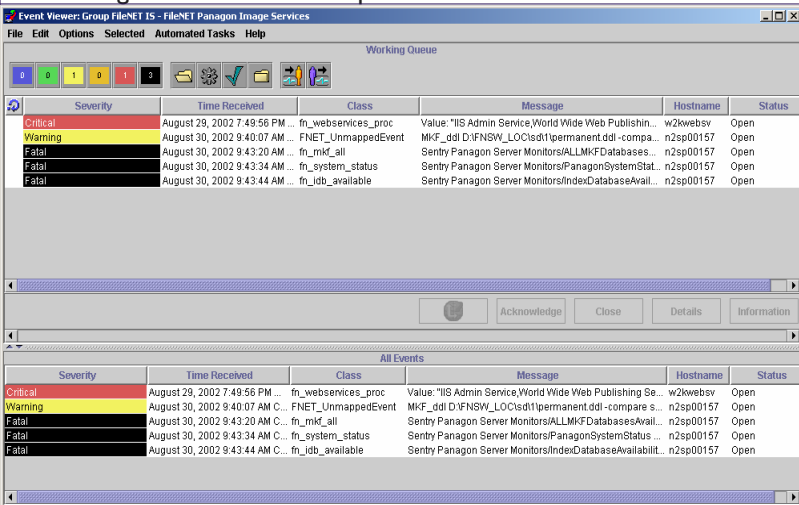 Event Viewer: Group FileNET IS - FileNET Panagon Image Services
File Edit Options Selected Automated Tasks Help
Working Queue
0 0 1 0 1 3
Severity Time Received Class Message Hostname Status
Critical August 29, 2002 7:49:56 PM ... fn_webservices_proc Value: "IIS Admin Service,World Wide Web Publishin... w2kwebsv Open
Warning August 30, 2002 9:40:07 AM ... FNET_UnmappedEvent MKF_ddl D:\FNSW_LOC\sd\1\permanent.ddl -compa... n2sp00157 Open
Fatal August 30, 2002 9:43:20 AM ... fn_mkf_all Sentry Panagon Server Monitors/ALLMKFDatabases... n2sp00157 Open
Fatal August 30, 2002 9:43:34 AM ... fn_system_status Sentry Panagon Server Monitors/PanagonSystemStat... n2sp00157 Open
Fatal August 30, 2002 9:43:44 AM ... fn_idb_available Sentry Panagon Server Monitors/IndexDatabaseAvail... n2sp00157 Open
Acknowledge Close Details Information
All Events
Severity Time Received Class Message Hostname Status
Critical August 29, 2002 7:49:56 PM ... fn_webservices_proc Value: "IIS Admin Service,World Wide Web Publishing Se... w2kwebsv Open
Warning August 30, 2002 9:40:07 AM C... FNET_UnmappedEvent MKF_ddl D:\FNSW_LOC\sd\1\permanent.ddl -compare s... n2sp00157 Open
Fatal August 30, 2002 9:43:20 AM C... fn_mkf_all Sentry Panagon Server Monitors/ALLMKFDatabasesAvail... n2sp00157 Open
Fatal August 30, 2002 9:43:34 AM C... fn_system_status Sentry Panagon Server Monitors/PanagonSystemStatus ... n2sp00157 Open
Fatal August 30, 2002 9:43:44 AM C... fn_idb_available Sentry Panagon Server Monitors/IndexDatabaseAvailabilit... n2sp00157 Open